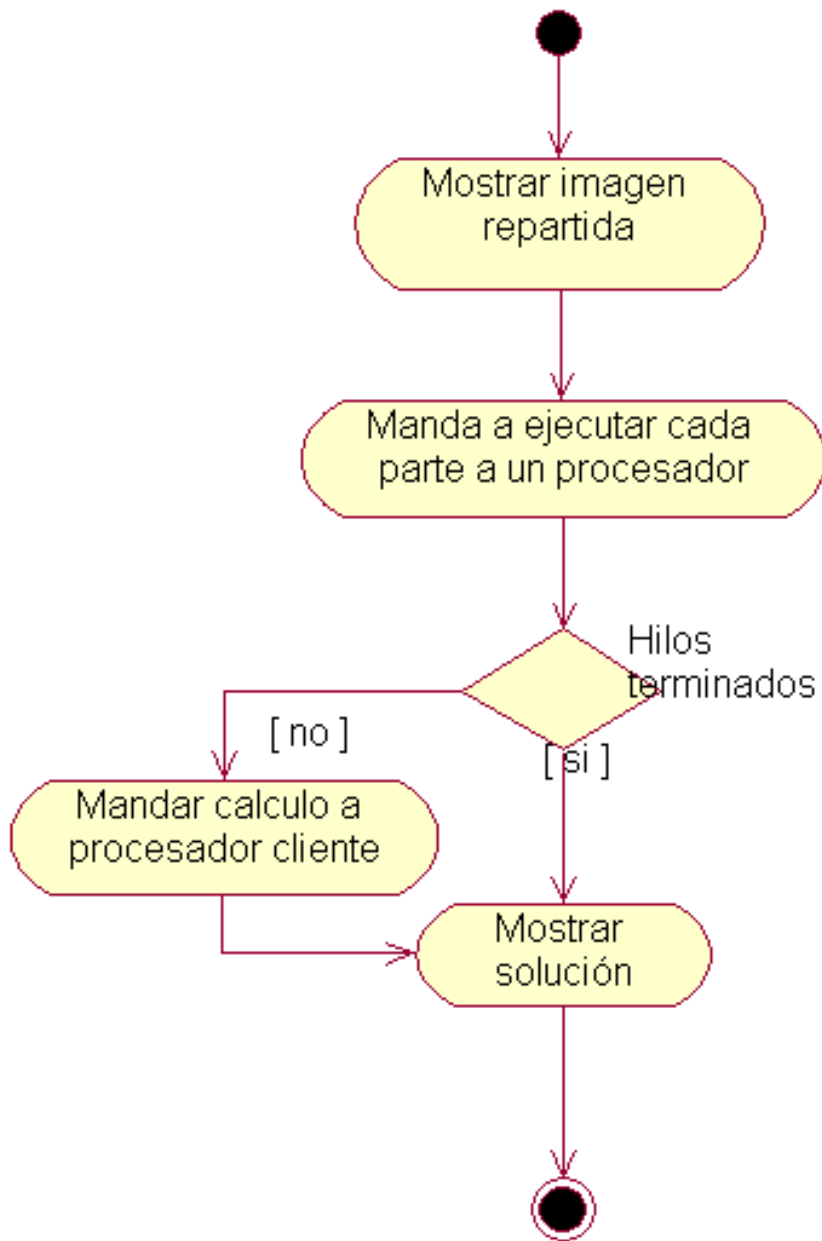 Mostrar imagen
repartida
Manda a ejecutar cada
parte a un procesador
Hilos
terminados
[ no ]
[ si ]
Mandar calculo a
procesador cliente
Mostrar
solución